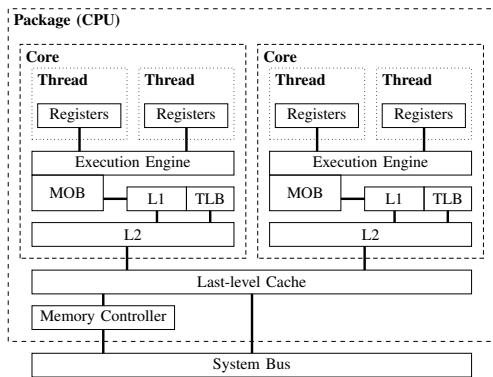 Package (CPU)
Core Core
Thread Thread Thread Thread
Registers Registers Registers Registers
Execution Engine Execution Engine
MOB L1 TLB MOB L1 TLB
L2 L2
Last-level Cache
Memory Controller
System Bus